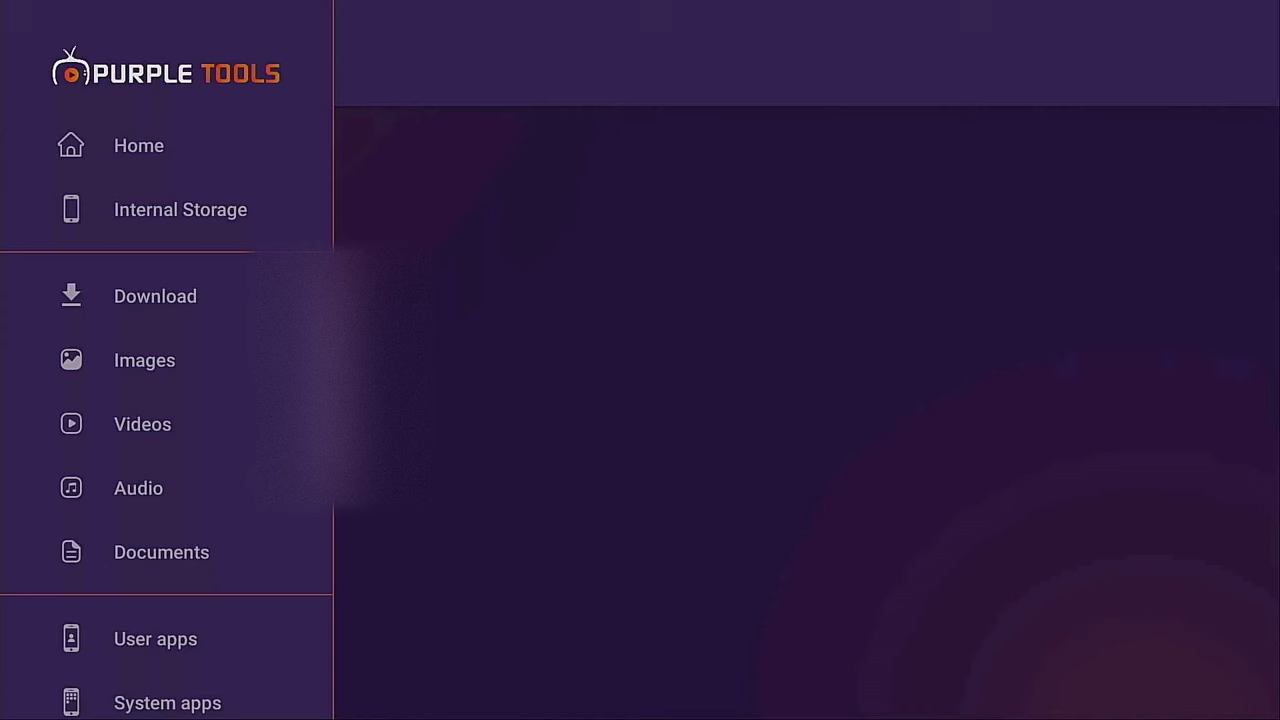 PURPLE TOOLS
Home
Internal Storage
Download
Images
Videos
Audio
Documents
User apps
System apps